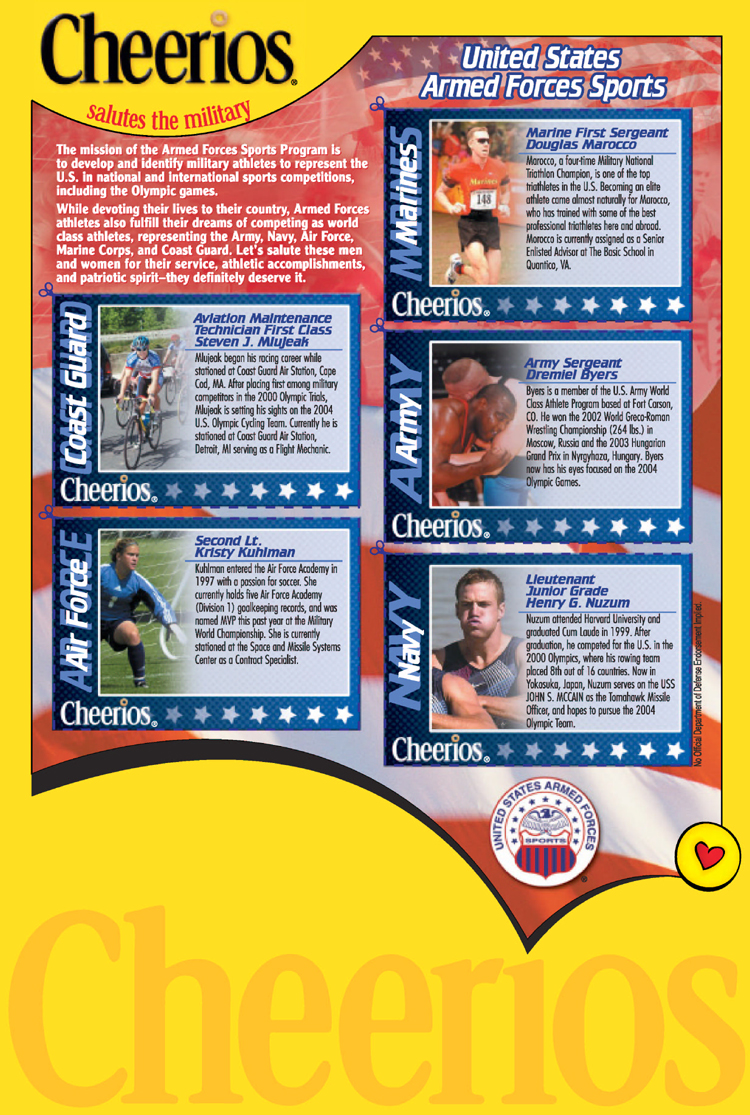 Cheerios®
salutes the military
The mission of the Armed Forces Sports Program is
to develop and identify military athletes to represent the
U.S. in national and international sports competitions,
including the Olympic games.
While devoting their lives to their country, Armed Forces
athletes also fulfill their dreams of competing as world
class athletes, representing the Army, Navy, Air Force,
Marine Corps, and Coast Guard. Let's salute these men
and women for their service, athletic accomplishments,
and patriotic spirit–they definitely deserve it.
Coast Guard
Aviation Maintenance
Technician First Class
Steven J. Mlujeak
Mlujeak began his racing career while
stationed at Coast Guard Air Station, Cape
Cod, MA. After placing first among military
competitors in the 2000 Olympic Trials,
Mlujeak is setting his sights on the 2004
U.S. Olympic Cycling Team. Currently he is
stationed at Coast Guard Air Station,
Detroit, MI serving as a Flight Mechanic.
Cheerios®
AIR FORCE
Air Force
Second Lt.
Kristy Kuhlman
Kuhlman entered the Air Force Academy in
1997 with a passion for soccer. She
currently holds five Air Force Academy
(Division 1) goalkeeping records, and was
named MVP this past year at the Military
World Championship. She is currently
stationed at the Space and Missile Systems
Center as a Contract Specialist.
Cheerios®
United States
Armed Forces Sports
MARINES
Marines
Marines
148
Marine First Sergeant
Douglas Marocco
Marocco, a four-time Military National
Triathlon Champion, is one of the top
triathletes in the U.S. Becoming an elite
athlete came almost naturally for Marocco,
who has trained with some of the best
professional triathletes here and abroad.
Morocco is currently assigned as a Senior
Enlisted Advisor at The Basic School in
Quantico, VA.
Cheerios®
ARMY
Army
Army Sergeant
Dremiel Byers
Byers is a member of the U.S. Army World
Class Athlete Program based at Fort Carson,
CO. He won the 2002 World Greco-Roman
Wrestling Championship (264 lbs.) in
Moscow, Russia and the 2003 Hungarian
Grand Prix in Nyrgyhaza, Hungary. Byers
now has his eyes focused on the 2004
Olympic Games.
Cheerios®
NAVY
Navy
Lieutenant
Junior Grade
Henry G. Nuzum
Nuzum attended Harvard University and
graduated Cum Laude in 1999. After
graduation, he competed for the U.S. in the
2000 Olympics, where his rowing team
placed 8th out of 16 countries. Now in
Yokosuka, Japan, Nuzum serves on the USS
JOHN S. MCCAIN as the Tomahawk Missile
Officer, and hopes to pursue the 2004
Olympic Team.
Cheerios®
No Official Department of Defense Endorsement Implied.
UNITED STATES ARMED FORCES
SPORTS
®
Cheerios